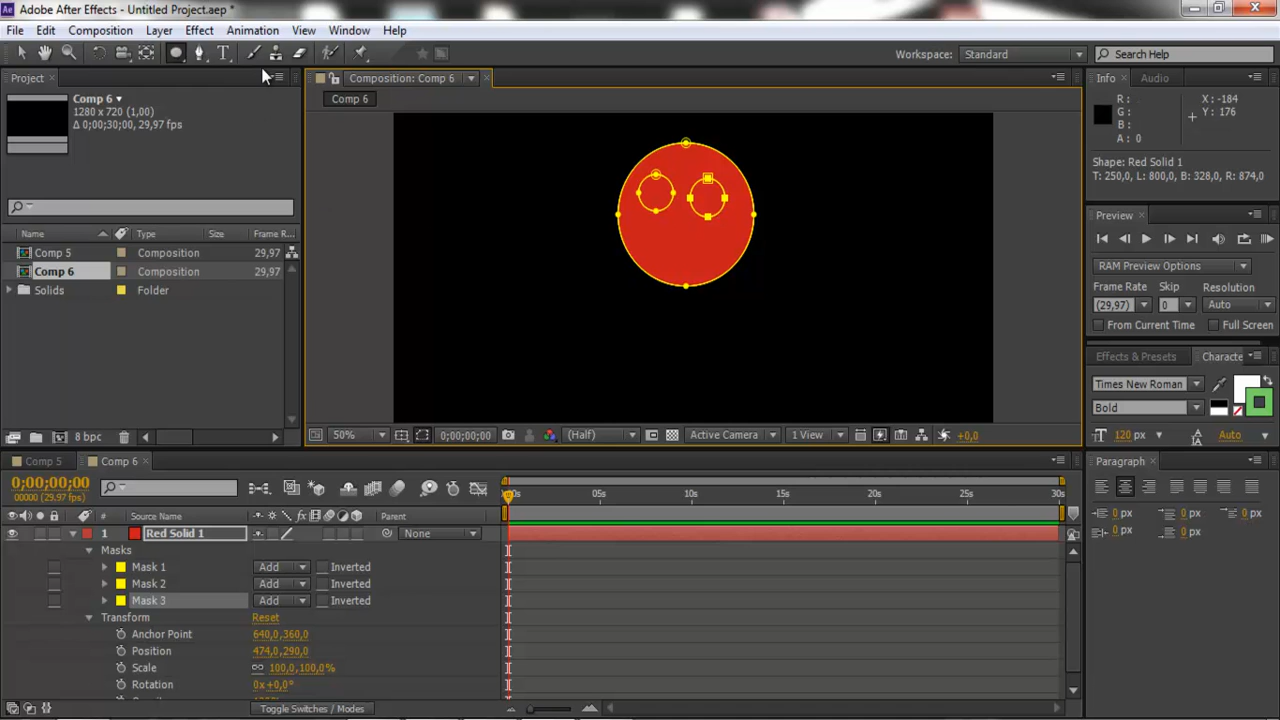 Adobe After Effects - Untitled Project.aep *
File Edit Composition Layer Effect Animation View Window Help
Workspace: Standard Search Help
Project
Composition: Comp 6
Info Audio
Comp 6
1280 x 720 (1,00)
Δ 0;00;30;00, 29,97 fps
Comp 6
R :
G :
B :
A : 0
X : -184
Y : 176
Shape: Red Solid 1
T: 250,0, L: 800,0, B: 328,0, R: 874,0
Preview
Name Type Size Frame R...
Comp 5 Composition 29,97
Comp 6 Composition 29,97
Solids Folder
RAM Preview Options
Frame Rate Skip Resolution
(29,97) 0 Auto
From Current Time Full Screen
Effects & Presets Characte
Times New Roman
Bold
120 px Auto
8 bpc
50% 0;00;00;00 (Half) Active Camera 1 View +0,0
Comp 5 Comp 6
Paragraph
0;00;00;00
00000 (29.97 fps)
05s 10s 15s 20s 25s 30s
# Source Name Parent
1 Red Solid 1 None
Masks
Mask 1 Add Inverted
Mask 2 Add Inverted
Mask 3 Add Inverted
Transform Reset
Anchor Point 640,0,360,0
Position 474,0,290,0
Scale 100,0,100,0%
Rotation 0x+0,0°
Toggle Switches / Modes
0 px 0 px 0 px
0 px 0 px